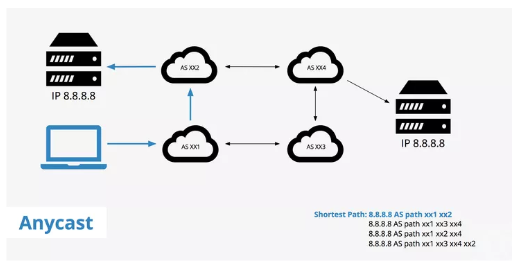 AS XX2
AS XX4
IP 8.8.8.8
IP 8.8.8.8
AS XX1
AS XX3
Anycast
Shortest Path: 8.8.8.8 AS path xx1 xx2
8.8.8.8 AS path xx1 xx3 xx4
8.8.8.8 AS path xx1 xx2 xx4
8.8.8.8 AS path xx1 xx3 xx4 xx2